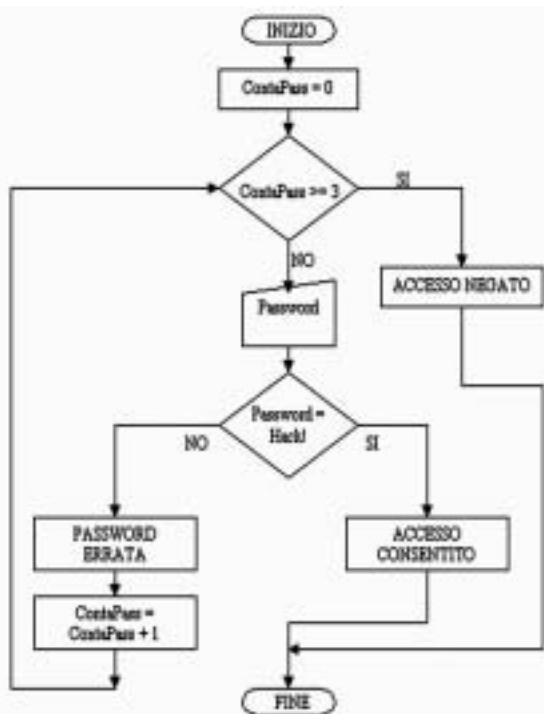 INIZIO
ContaPass = 0
ContaPass >= 3
SI
NO
ACCESSO NEGATO
Password
Password =
Hack!
NO
SI
PASSWORD
ERRATA
ACCESSO
CONSENTITO
ContaPass =
ContaPass + 1
FINE